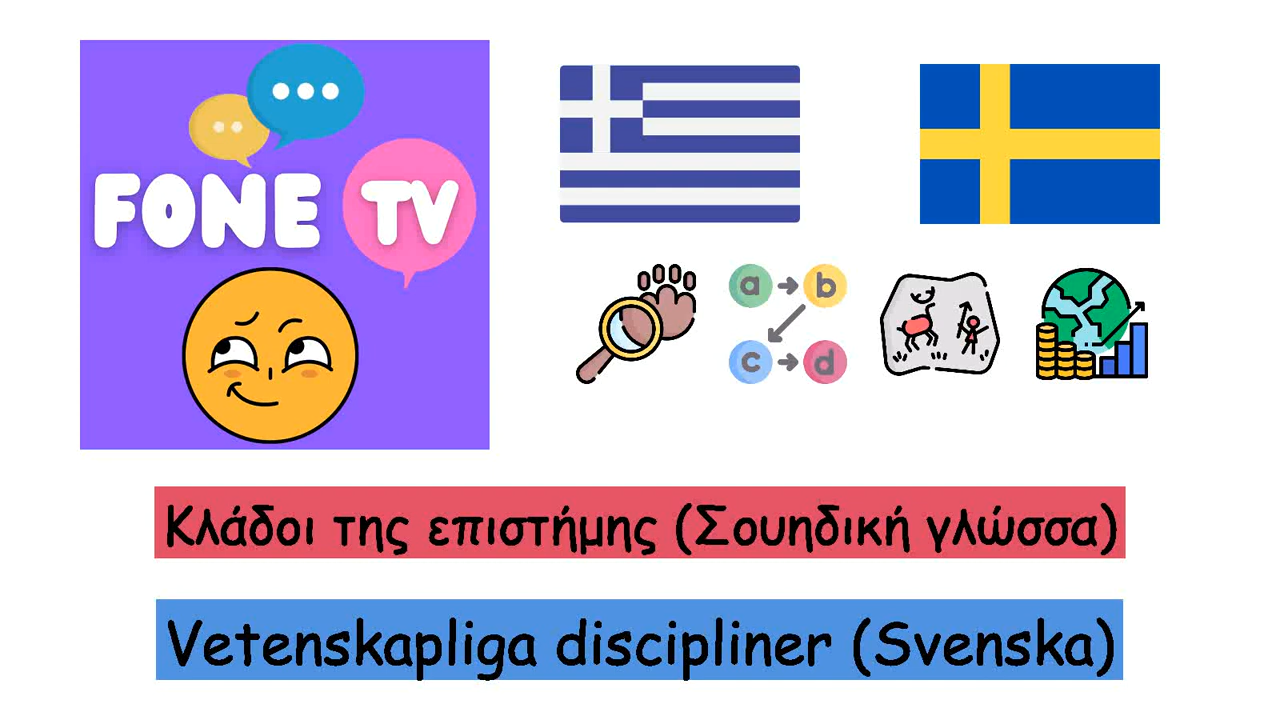 FONE TV
a b
c d
Κλάδοι της επιστήμης (Σουηδική γλώσσα)
Vetenskapliga discipliner (Svenska)